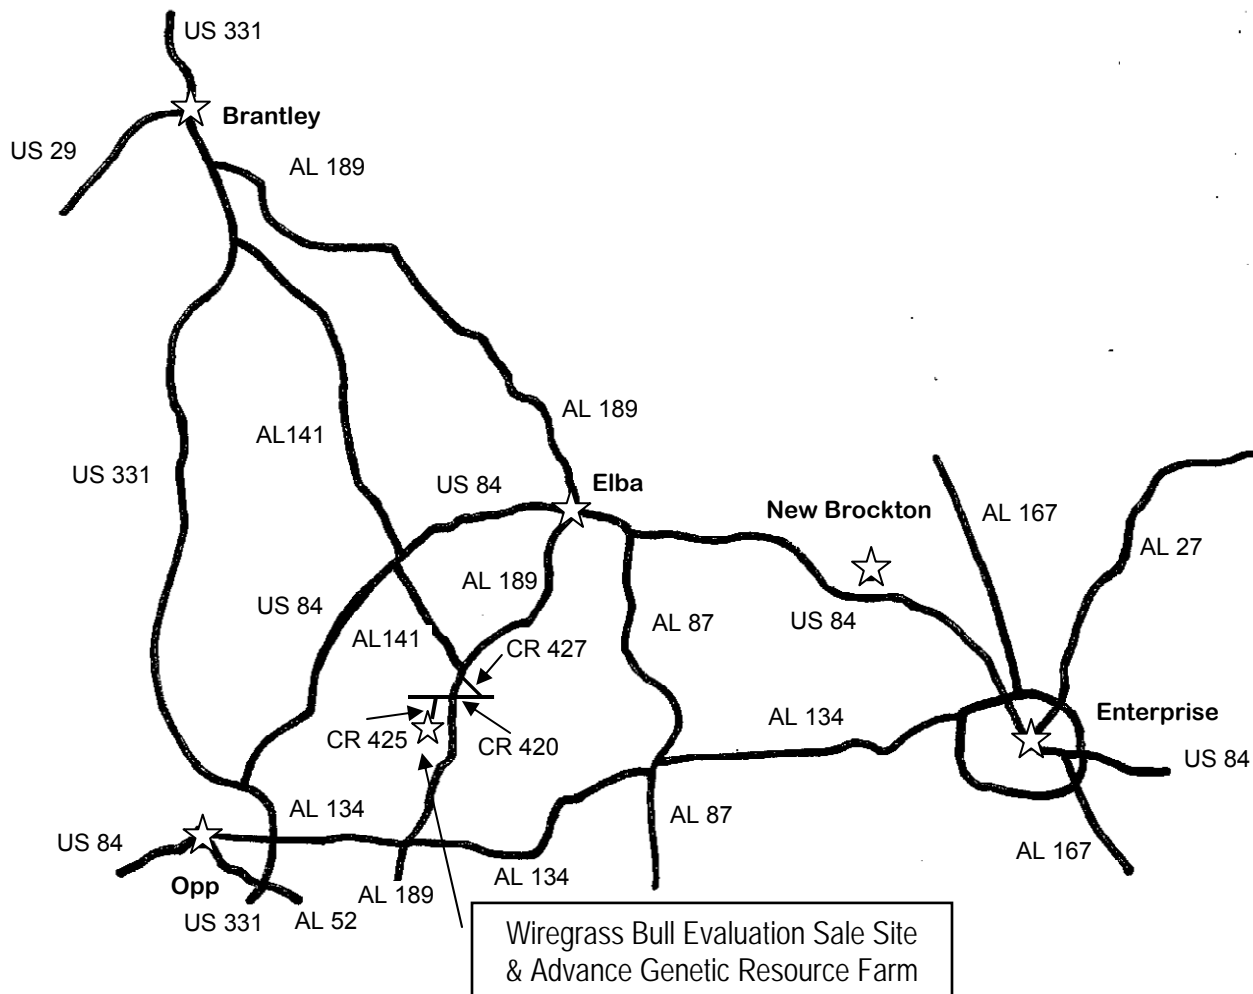 US 331
Brantley
US 29
AL 189
AL 189
AL141
US 331
US 84
Elba
New Brockton
AL 167
AL 27
AL 189
US 84
AL141
AL 87
US 84
CR 427
CR 425
CR 420
AL 134
Enterprise
US 84
AL 134
AL 87
US 84
AL 167
Opp
AL 189
AL 134
US 331
AL 52
Wiregrass Bull Evaluation Sale Site
& Advance Genetic Resource Farm